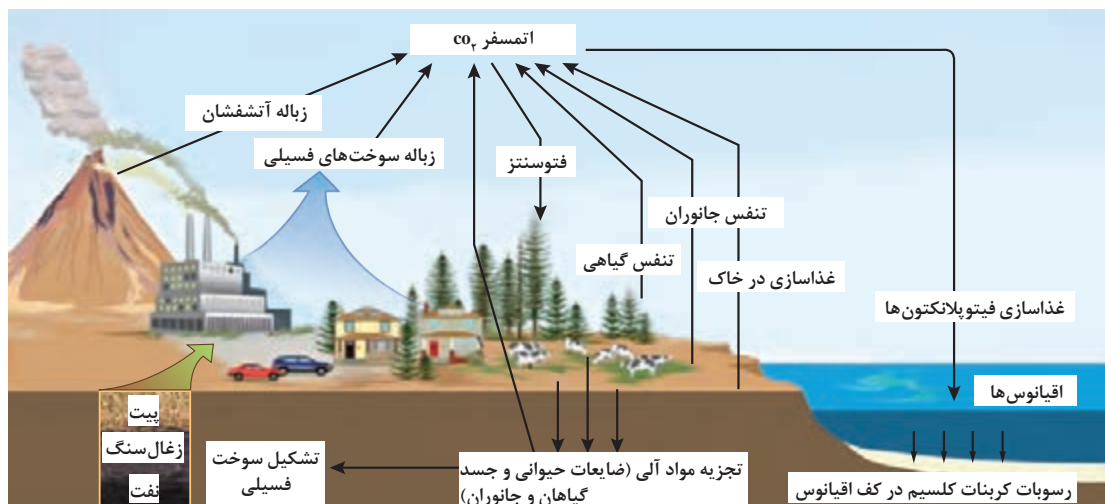 اتمسفر co₂
زباله آتشفشان
زباله سوخت‌های فسیلی
فتوسنتز
تنفس جانوران
تنفس گیاهی
غذاسازی در خاک
غذاسازی فیتوپلانکتون‌ها
اقیانوس‌ها
پیت
زغال‌سنگ
نفت
تشکیل سوخت
فسیلی
تجزیه مواد آلی (ضایعات حیوانی و جسد
گیاهان و جانوران)
رسوبات کربنات کلسیم در کف اقیانوس